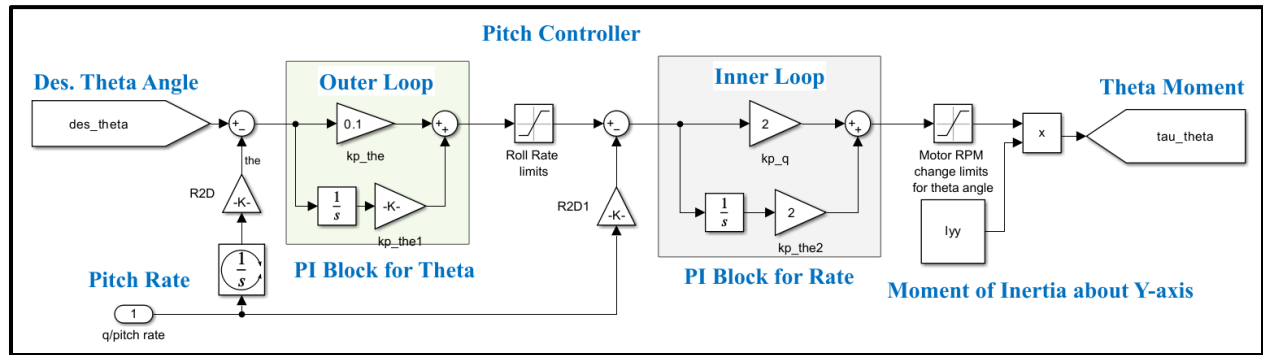 Pitch Controller
Des. Theta Angle
des_theta
+
-
the
R2D
-K-
1
s
Pitch Rate
1
q/pitch rate
Outer Loop
0.1
kp_the
1
s
-K-
kp_the1
+
+
PI Block for Theta
Roll Rate
limits
+
-
R2D1
-K-
Inner Loop
2
kp_q
1
s
2
kp_the2
+
+
PI Block for Rate
Motor RPM
change limits
for theta angle
x
Iyy
Moment of Inertia about Y-axis
Theta Moment
tau_theta